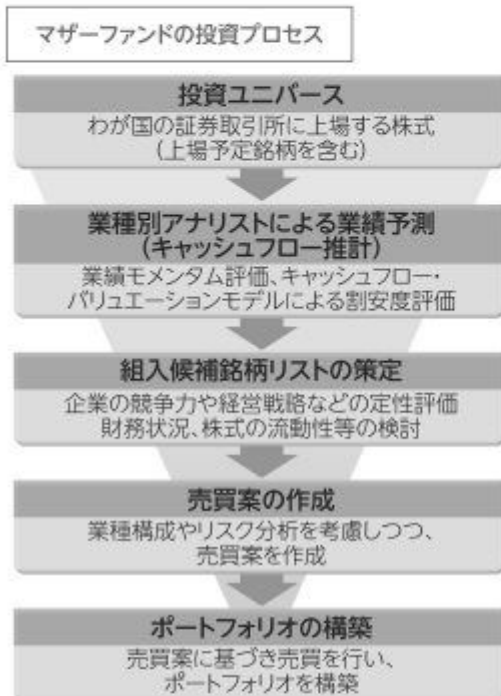 マザーファンドの投資プロセス
投資ユニバース
わが国の証券取引所に上場する株式
(上場予定銘柄を含む)
業種別アナリストによる業績予測
(キャッシュフロー推計)
業績モメンタム評価、キャッシュフロー・
バリュエーションモデルによる割安度評価
組入候補銘柄リストの策定
企業の競争力や経営戦略などの定性評価
財務状況、株式の流動性等の検討
売買案の作成
業種構成やリスク分析を考慮しつつ、
売買案を作成
ポートフォリオの構築
売買案に基づき売買を行い、
ポートフォリオを構築